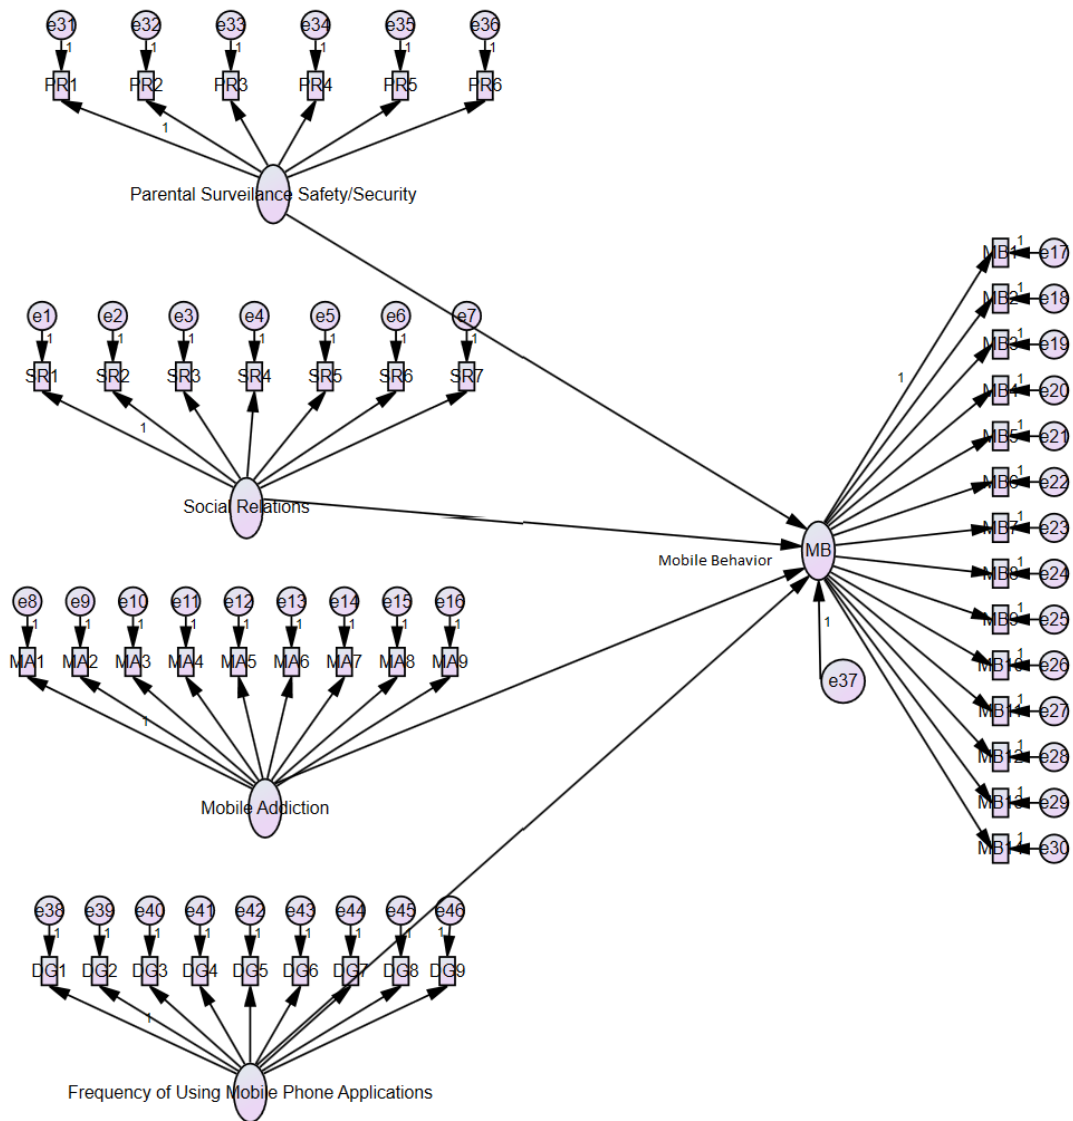 e31 e32 e33 e34 e35 e36
1 1 1 1 1 1
PR1 PR2 PR3 PR4 PR5 PR6
1
Parental Surveilance Safety/Security
e1 e2 e3 e4 e5 e6 e7
1 1 1 1 1 1 1
SR1 SR2 SR3 SR4 SR5 SR6 SR7
1
Social Relations
e8 e9 e10 e11 e12 e13 e14 e15 e16
1 1 1 1 1 1 1 1 1
MA1 MA2 MA3 MA4 MA5 MA6 MA7 MA8 MA9
1
Mobile Addiction
e38 e39 e40 e41 e42 e43 e44 e45 e46
1 1 1 1 1 1 1 1 1
DG1 DG2 DG3 DG4 DG5 DG6 DG7 DG8 DG9
1
Frequency of Using Mobile Phone Applications
Mobile Behavior
MB
1
e37
1
MB1 1 e17
MB2 1 e18
MB3 1 e19
MB4 1 e20
MB5 1 e21
MB6 1 e22
MB7 1 e23
MB8 1 e24
MB9 1 e25
MB10 1 e26
MB11 1 e27
MB12 1 e28
MB13 1 e29
MB14 1 e30